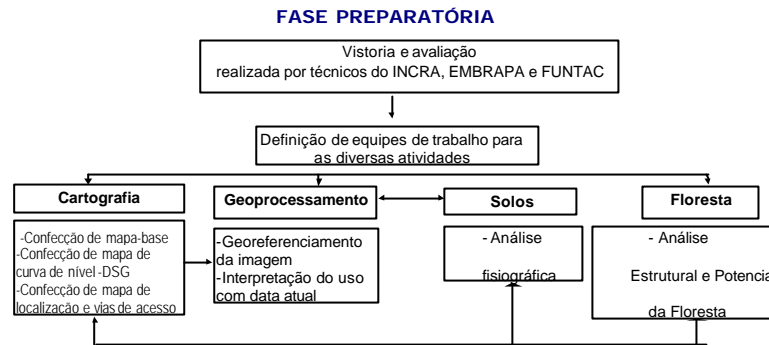 FASE PREPARATÓRIA
Vistoria e avaliação
realizada por técnicos do INCRA, EMBRAPA e FUNTAC
Definição de equipes de trabalho para
as diversas atividades
Cartografia
-Confecção de mapa-base
-Confecção de mapa de
curva de nível -DSG
-Confecção de mapa de
localização e vias de acesso
Geoprocessamento
-Georeferenciamento
da imagem
-Interpretação do uso
com data atual
Solos
- Análise
fisiográfica
Floresta
- Análise
Estrutural e Potencia
da Floresta